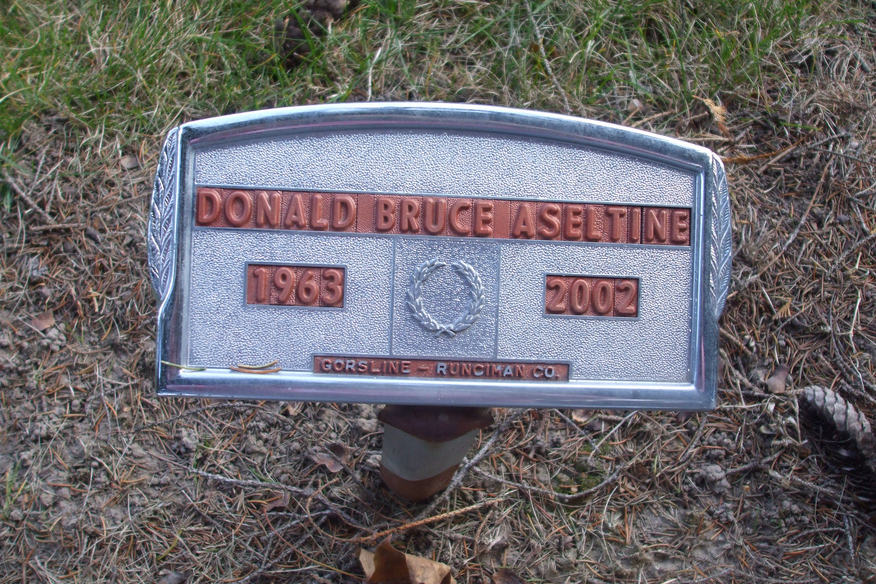 DONALD BRUCE ASELTINE
1963 2002
GORSLINE - RUNCIMAN CO.